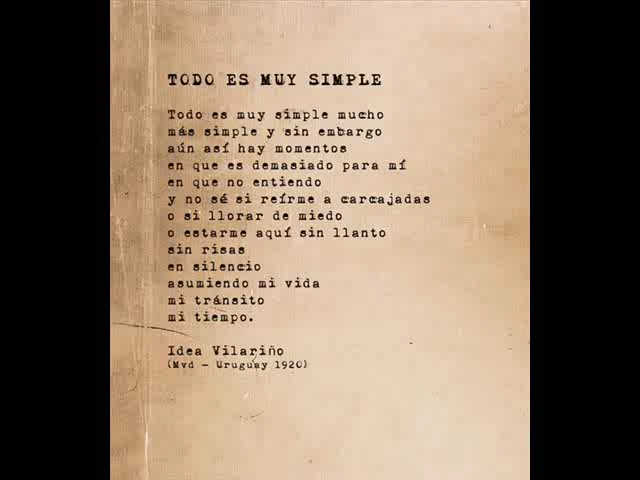 TODO ES MUY SIMPLE
Todo es muy simple mucho
más simple y sin embargo
aún así hay momentos
en que es demasiado para mí
en que no entiendo
y no sé si reírme a carcajadas
o si llorar de miedo
o estarme aquí sin llanto
sin risas
en silencio
asumiendo mi vida
mi tránsito
mi tiempo.
Idea Vilariño
(Mvd - Uruguay 1920)